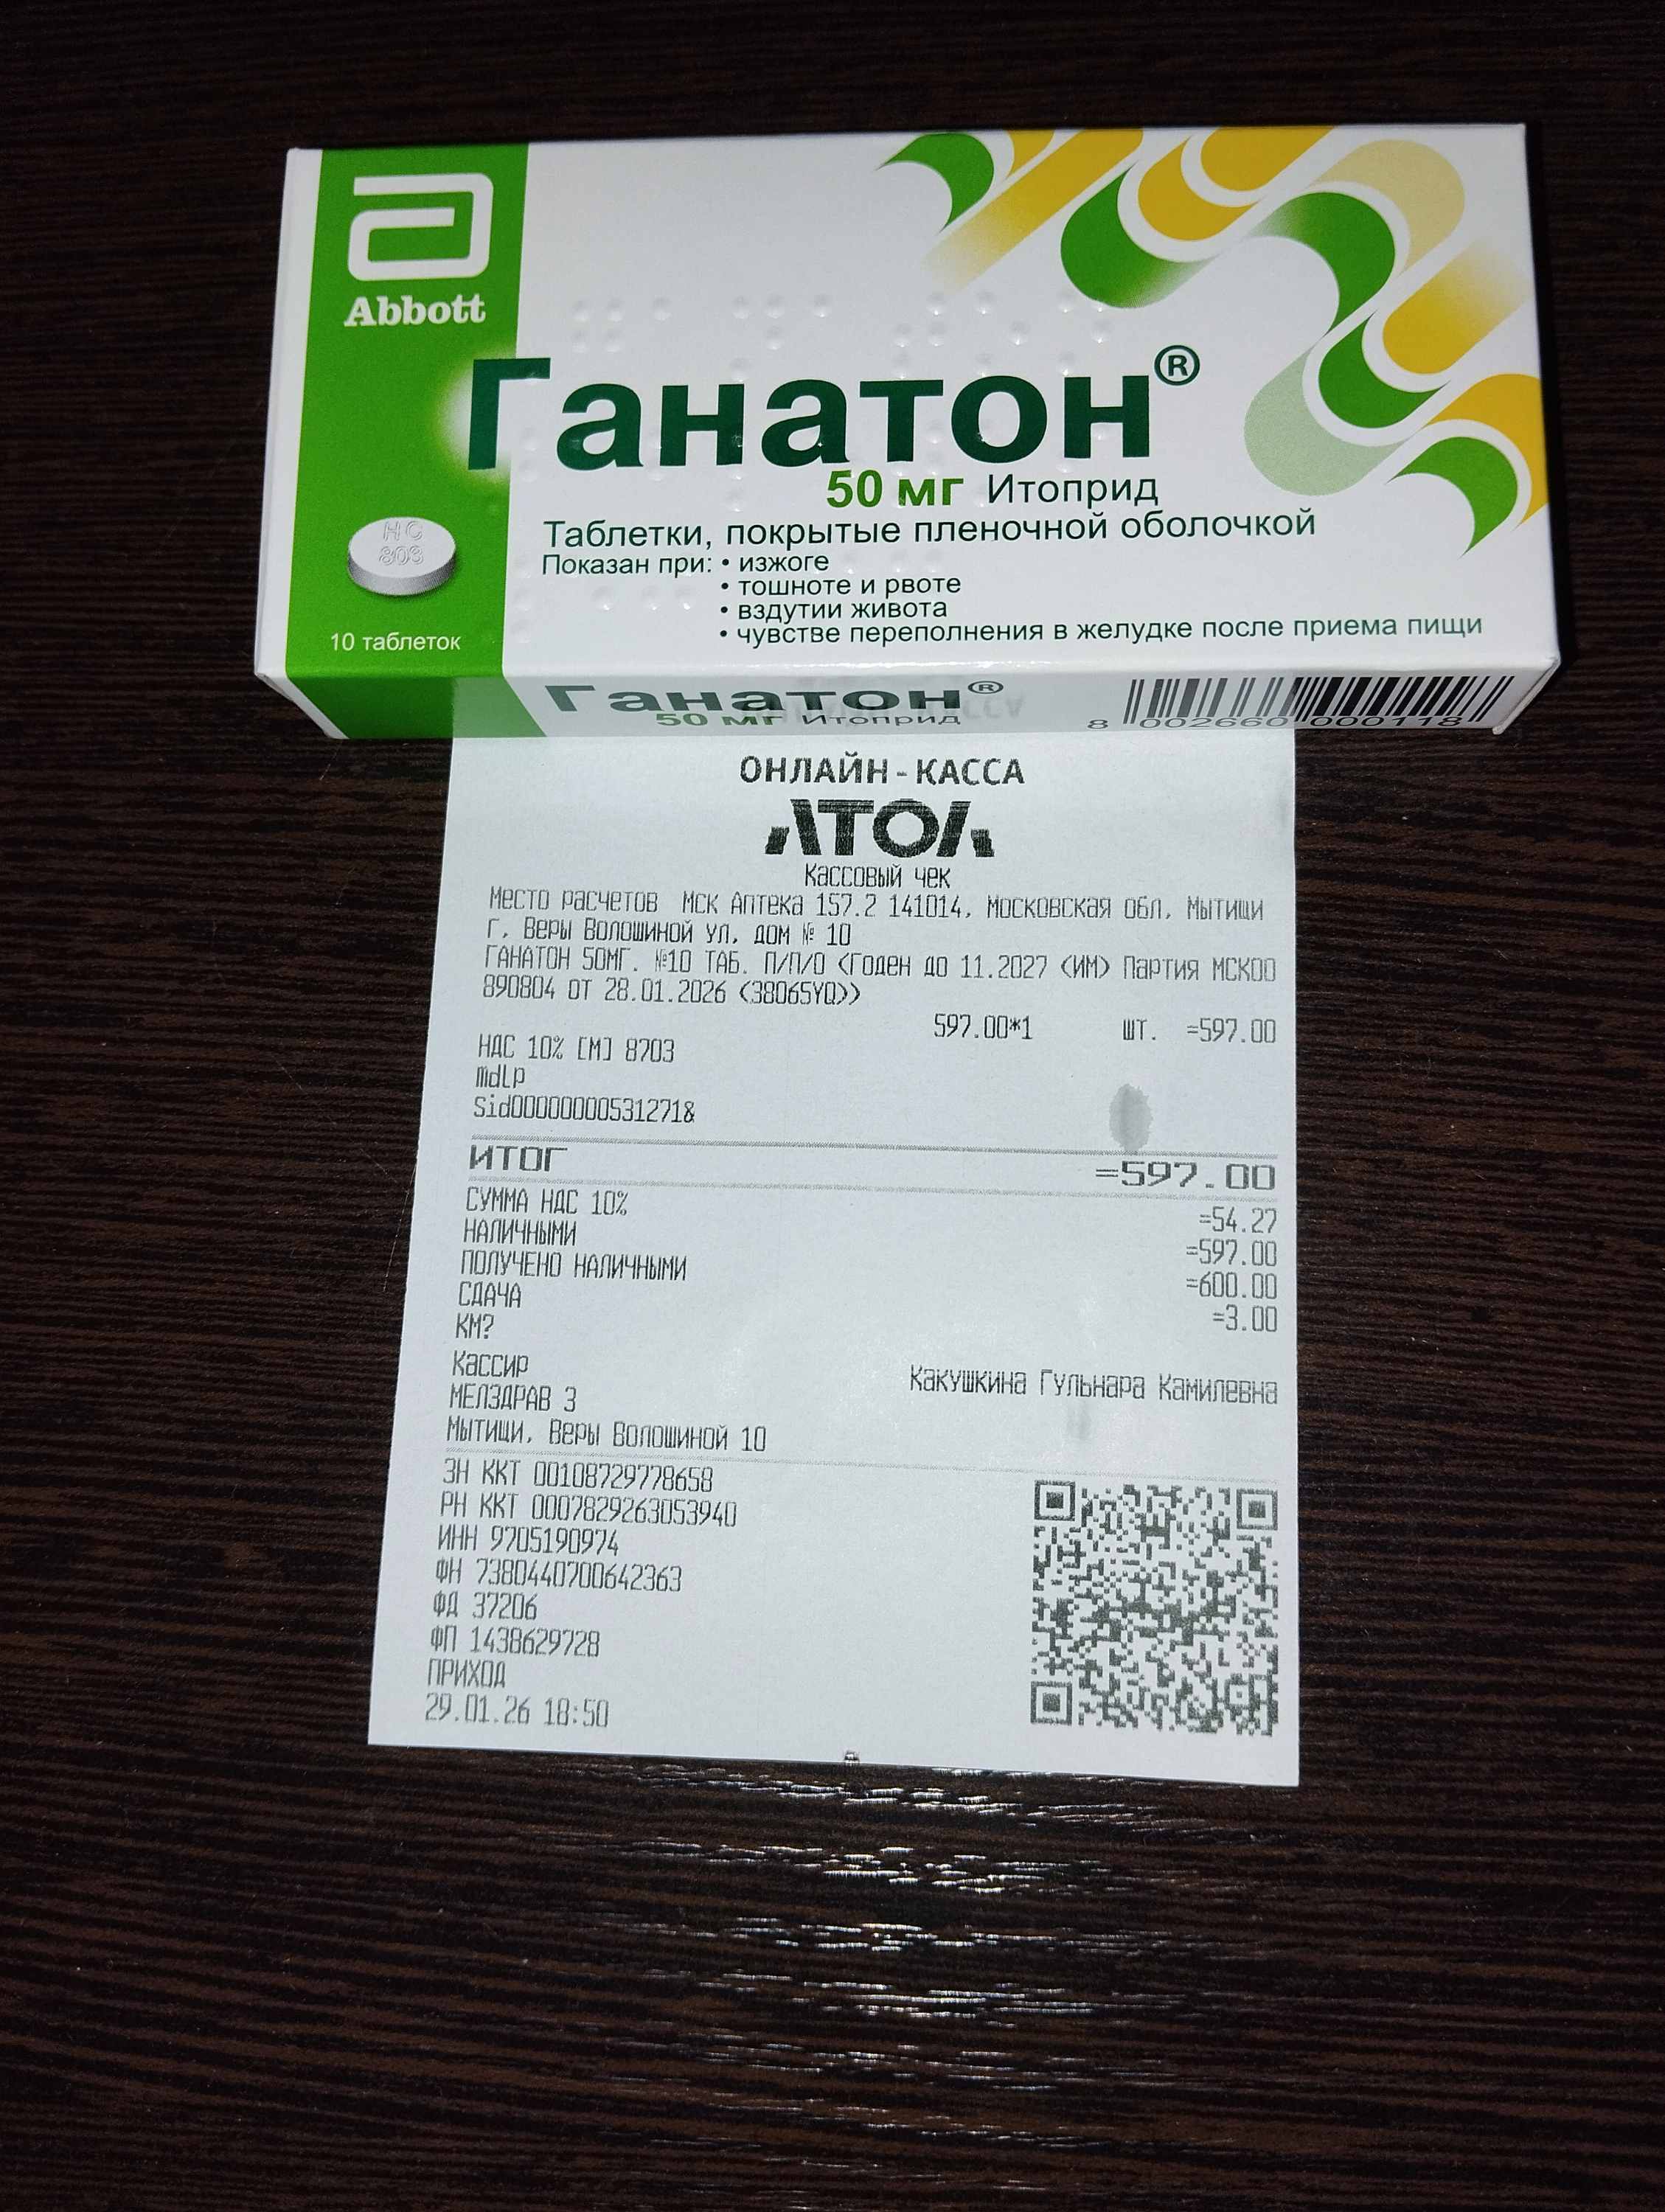 Abbott
Ганатон®
50 мг Итоприд
Таблетки, покрытые пленочной оболочкой
Показан при: • изжоге
• тошноте и рвоте
• вздутии живота
• чувстве переполнения в желудке после приема пищи
HC
803
10 таблеток
Ганатон®
50 мг Итоприд
8 002660 000118
ОНЛАЙН-КАССА
АТОЛ
Кассовый чек
Место расчетов Мск Аптека 157.2 141014, Московская обл, Мытищи
г, Веры Волошиной ул, дом № 10
ГАНАТОН 50МГ. №10 ТАБ. П/П/О <Годен до 11.2027 <ИМ> Партия МСК00
890804 ОТ 28.01.2026 <38065YQ>>
597.00*1 шт. =597.00
НДС 10% [М] 8703
mdlp
Sid00000000531271&
ИТОГ =597.00
СУММА НДС 10% =54.27
НАЛИЧНЫМИ =597.00
ПОЛУЧЕНО НАЛИЧНЫМИ =600.00
СДАЧА =3.00
КМ?
Кассир Какушкина Гульнара Камилевна
МЕЛЗДРАВ 3
Мытищи, Веры Волошиной 10
ЗН ККТ 00108729778658
РН ККТ 0007829263053940
ИНН 9705190974
ФН 7380440700642363
ФД 37206
ФП 1438629728
ПРИХОД
29.01.26 18:50